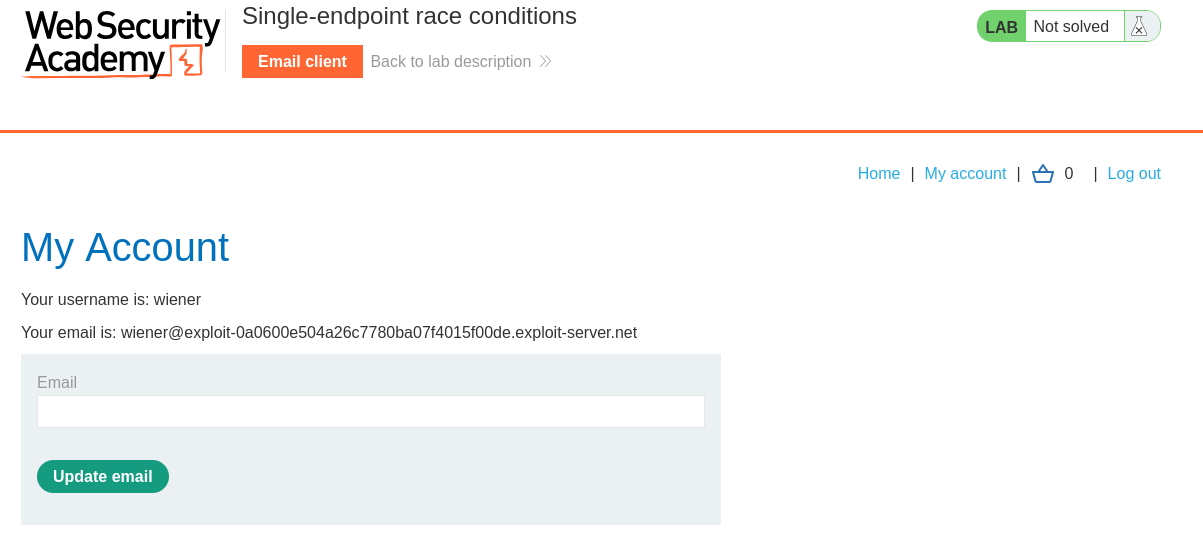 Web Security
Academy
Single-endpoint race conditions
Email client
Back to lab description
LAB
Not solved
Home | My account | 0 | Log out
My Account
Your username is: wiener
Your email is: wiener@exploit-0a0600e504a26c7780ba07f4015f00de.exploit-server.net
Email
Update email